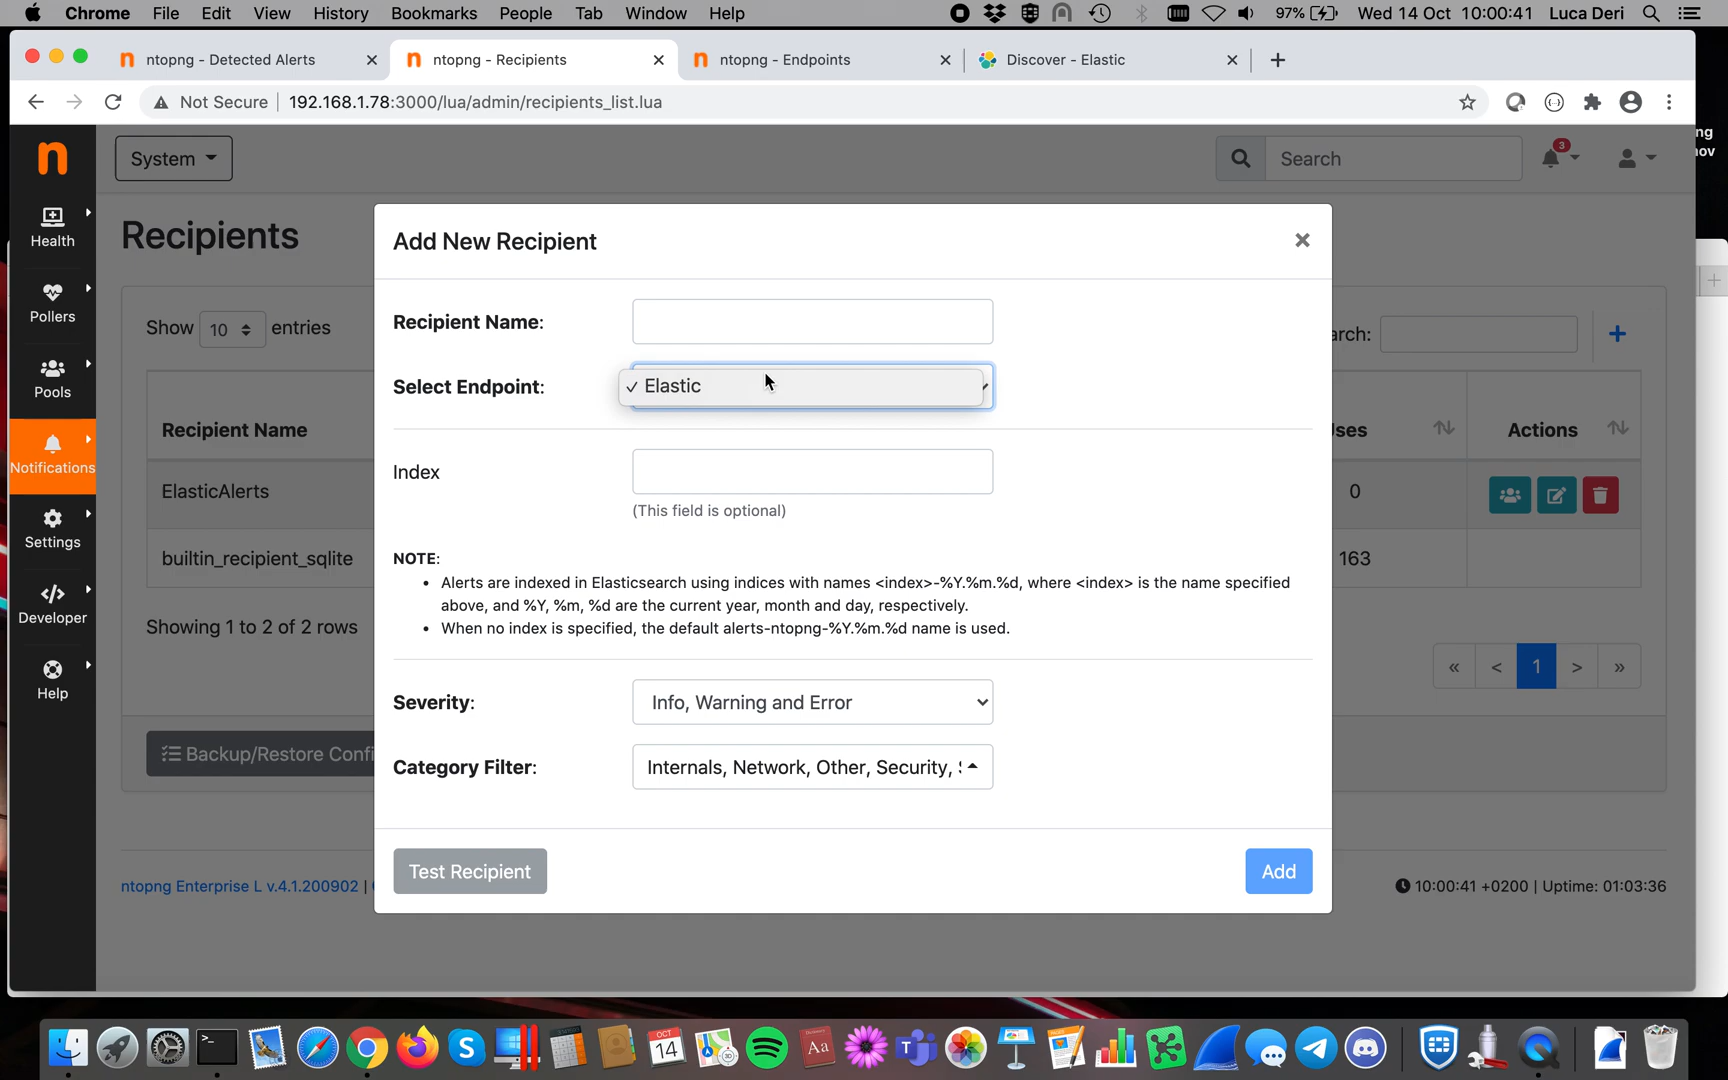 Chrome File Edit View History Bookmarks People Tab Window Help 97% Wed 14 Oct 10:00:41 Luca Deri
ntopng - Detected Alerts ntopng - Recipients ntopng - Endpoints Discover - Elastic
Not Secure 192.168.1.78:3000/lua/admin/recipients_list.lua
System Search 3
Health
Pollers
Pools
Notifications
Settings
Developer
Help
Recipients
Show 10 entries
Recipient Name
Actions
ElasticAlerts 0
builtin_recipient_sqlite 163
Showing 1 to 2 of 2 rows
« < 1 > »
Backup/Restore
Add New Recipient
Recipient Name:
Select Endpoint: Elastic
Index
(This field is optional)
NOTE:
• Alerts are indexed in Elasticsearch using indices with names <index>-%Y.%m.%d, where <index> is the name specified
above, and %Y, %m, %d are the current year, month and day, respectively.
• When no index is specified, the default alerts-ntopng-%Y.%m.%d name is used.
Severity: Info, Warning and Error
Category Filter: Internals, Network, Other, Security,
Test Recipient Add
ntopng Enterprise L v.4.1.200902 |
10:00:41 +0200 | Uptime: 01:03:36
OCT
14